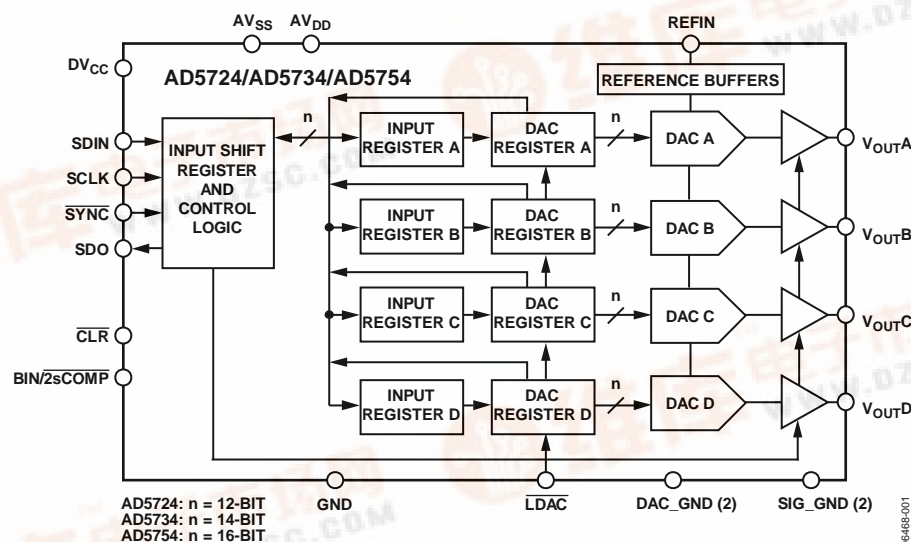 AVSS AVDD REFIN
DVCC
AD5724/AD5734/AD5754
REFERENCE BUFFERS
SDIN
SCLK
SYNC
SDO
CLR
BIN/2sCOMP
INPUT SHIFT
REGISTER
AND
CONTROL
LOGIC
n
INPUT
REGISTER A
DAC
REGISTER A
n
DAC A
VOUTA
INPUT
REGISTER B
DAC
REGISTER B
n
DAC B
VOUTB
INPUT
REGISTER C
DAC
REGISTER C
n
DAC C
VOUTC
INPUT
REGISTER D
DAC
REGISTER D
n
DAC D
VOUTD
AD5724: n = 12-BIT
AD5734: n = 14-BIT
AD5754: n = 16-BIT
GND
LDAC
DAC_GND (2)
SIG_GND (2)
06468-001